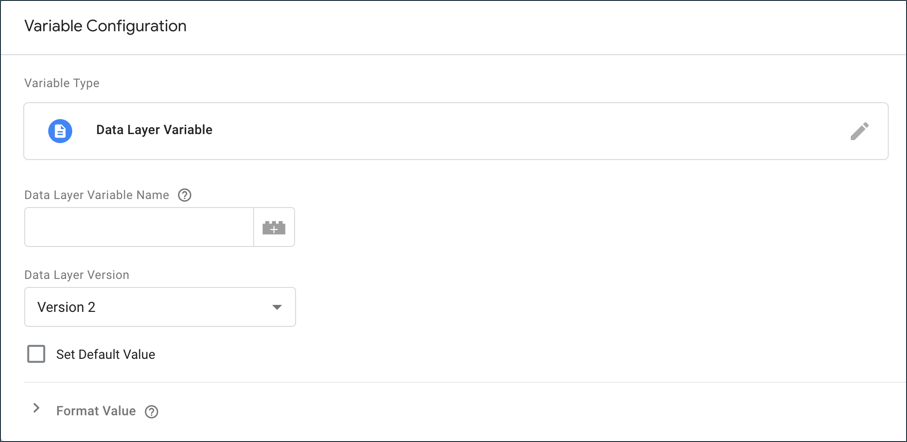 Variable Configuration
Variable Type
Data Layer Variable
Data Layer Variable Name
Data Layer Version
Version 2
Set Default Value
Format Value